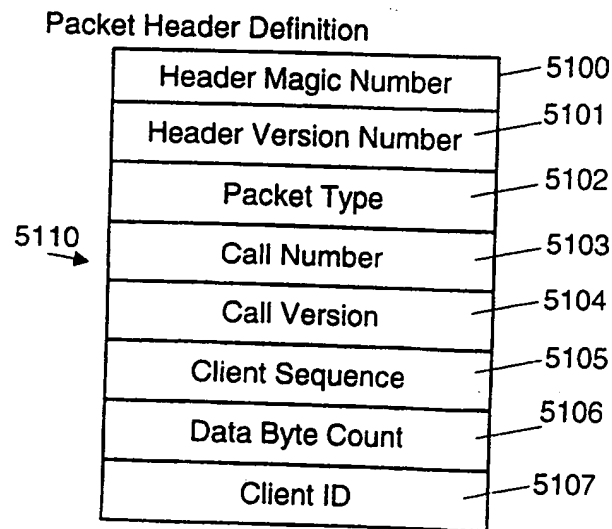 Packet Header Definition
Header Magic Number 5100
Header Version Number 5101
Packet Type 5102
5110 Call Number 5103
Call Version 5104
Client Sequence 5105
Data Byte Count 5106
Client ID 5107